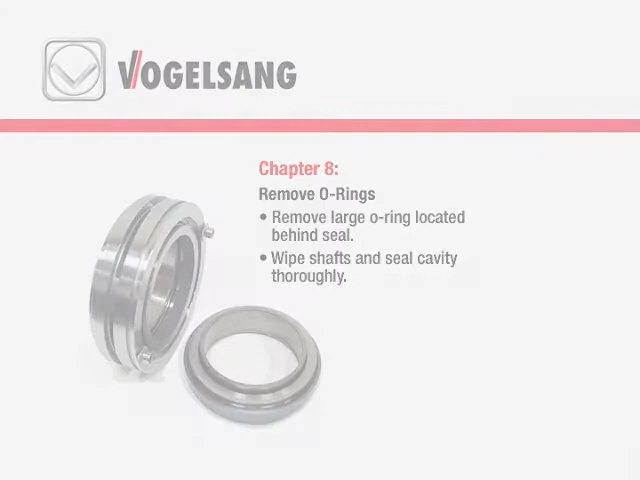 VOGELSANG
Chapter 8:
Remove O-Rings
• Remove large o-ring located
behind seal.
• Wipe shafts and seal cavity
thoroughly.